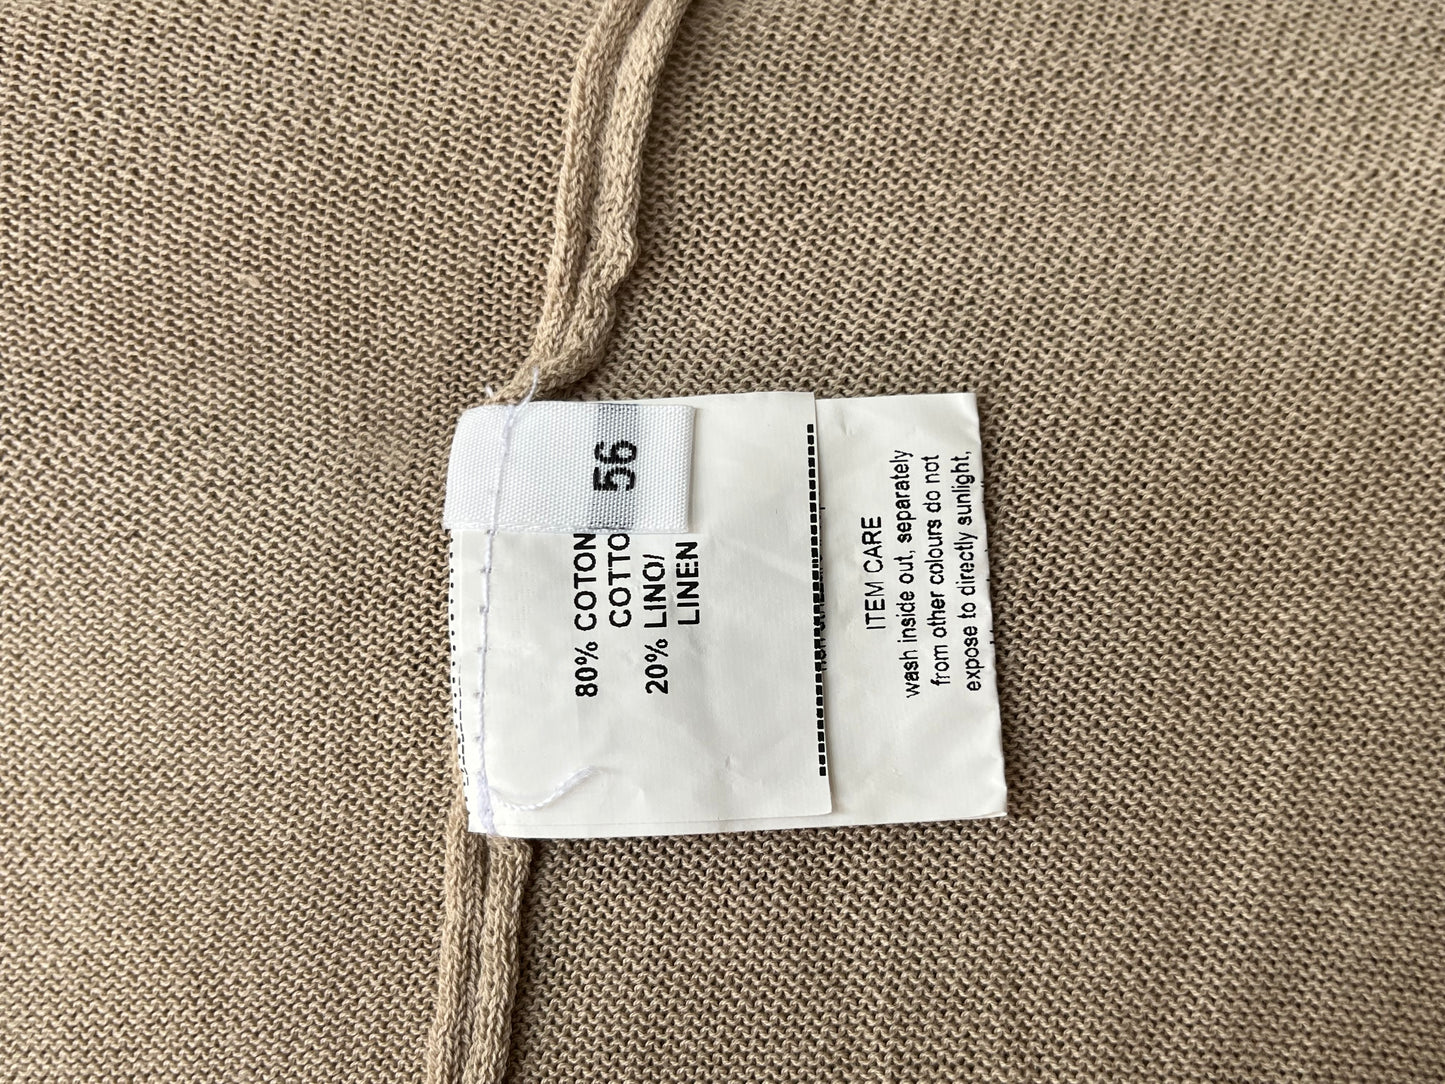 56
80% COTON
COTTO
20% LINO/
LINEN
ITEM CARE
wash inside out, separately
from other colours do not
expose to directly sunlight,